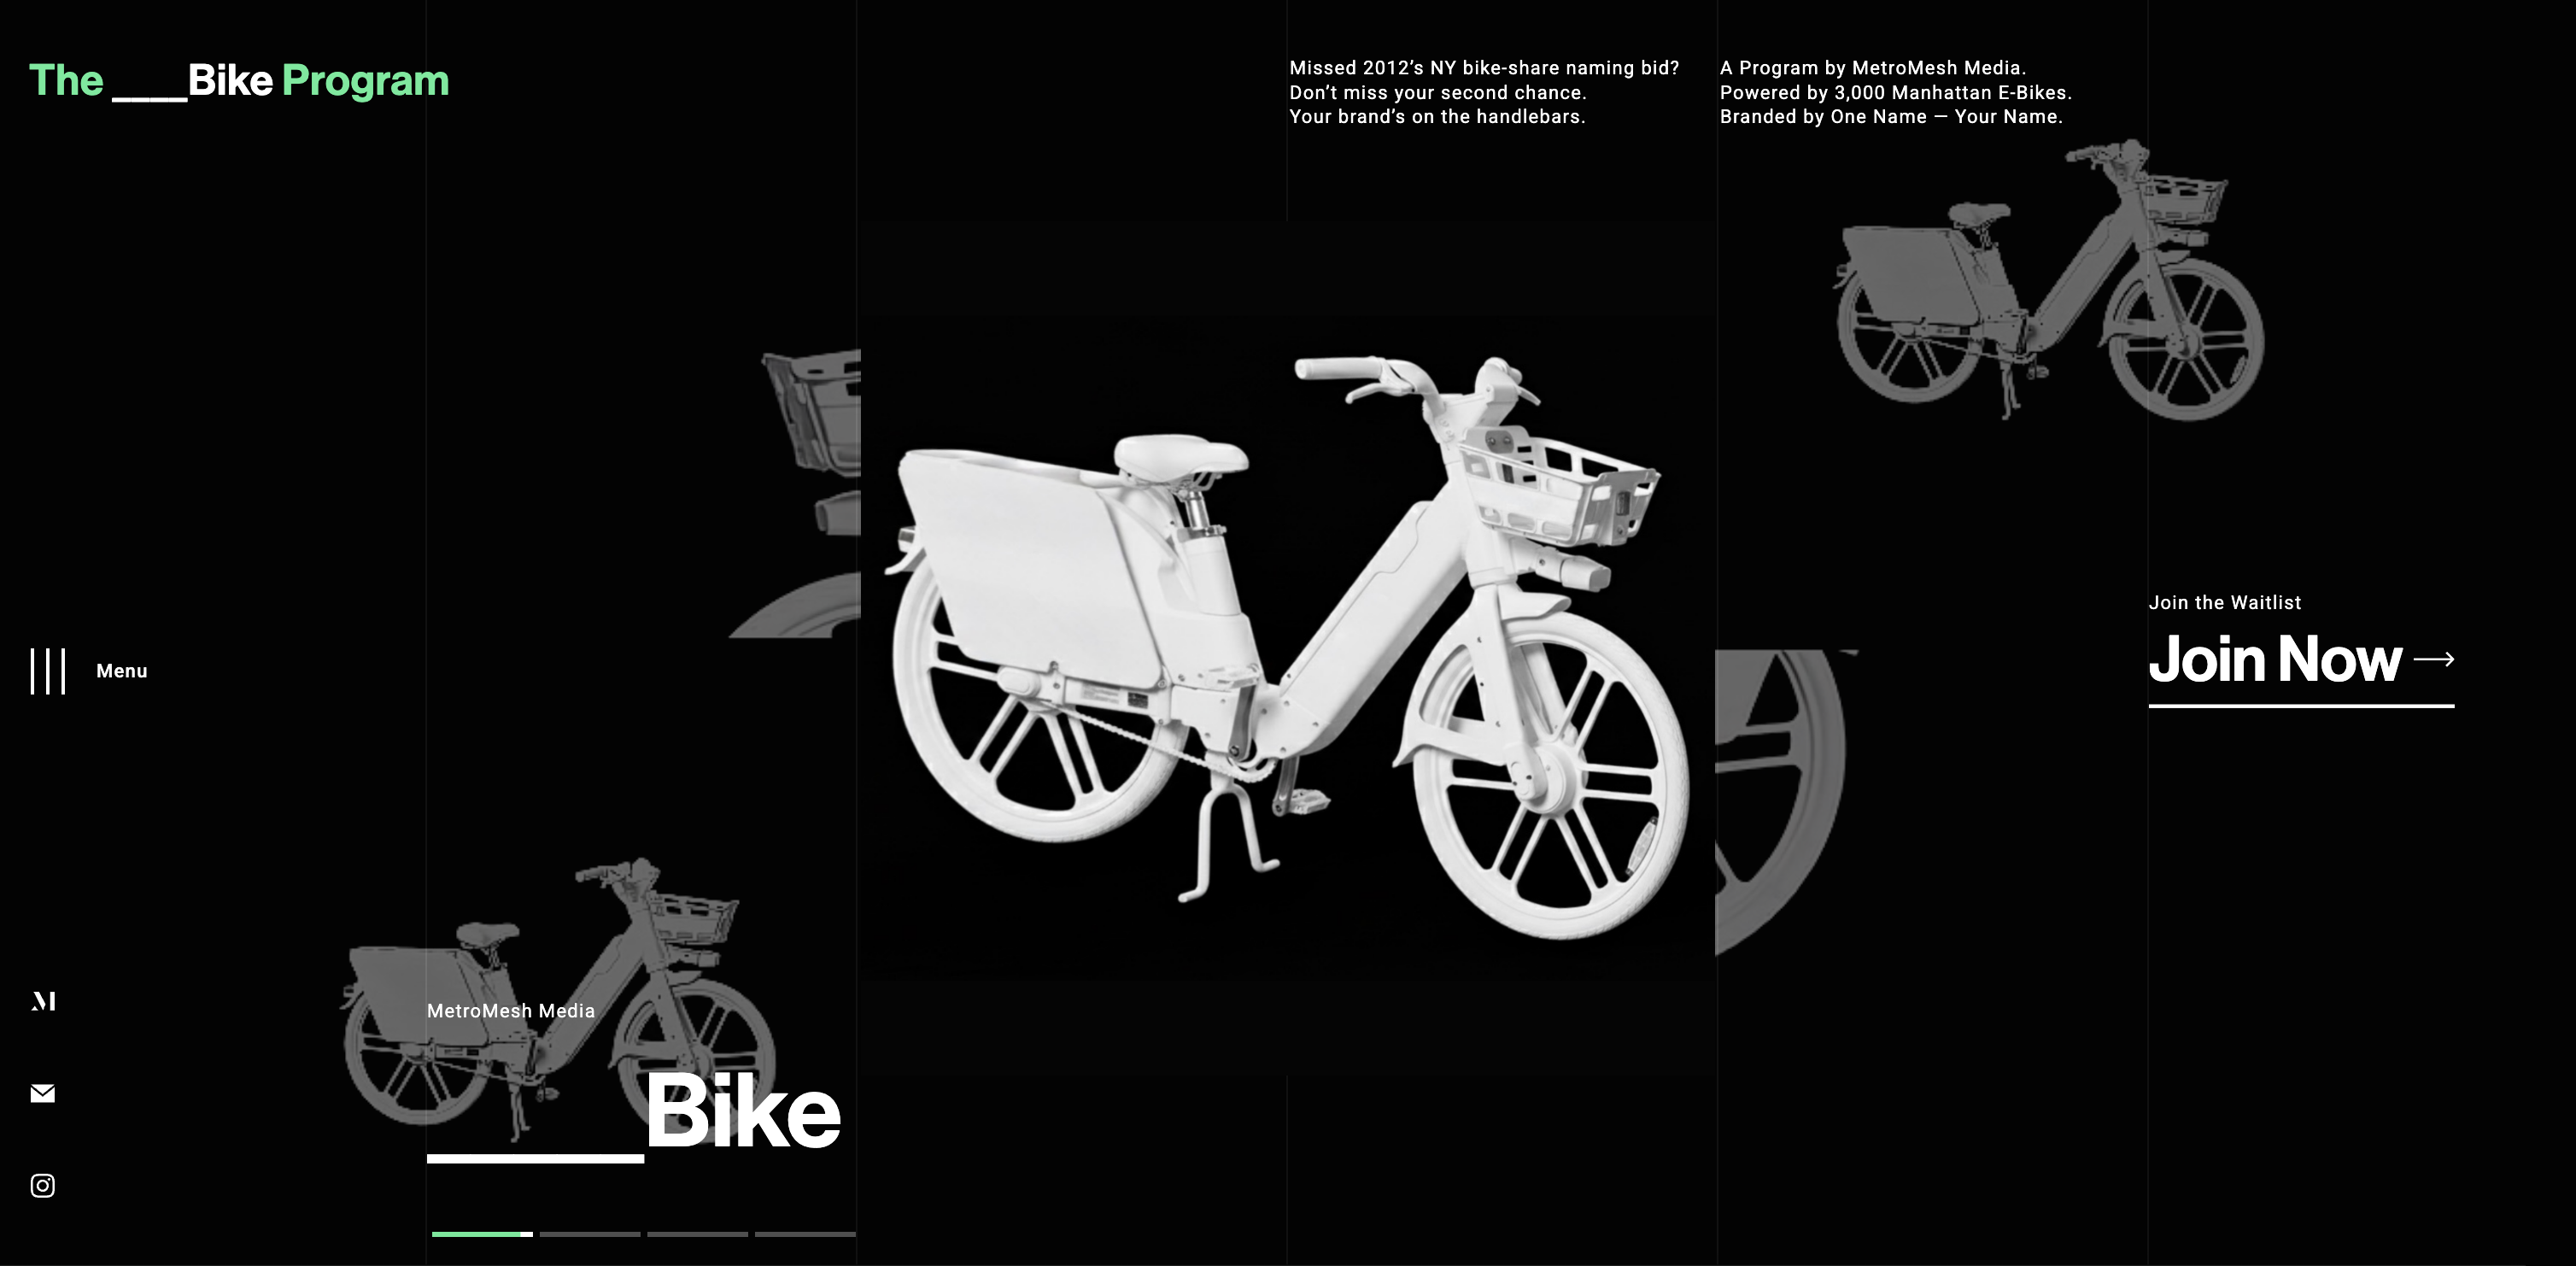 The ____Bike Program
Missed 2012’s NY bike-share naming bid?
Don’t miss your second chance.
Your brand’s on the handlebars.
A Program by MetroMesh Media.
Powered by 3,000 Manhattan E-Bikes.
Branded by One Name — Your Name.
Join the Waitlist
Join Now
Menu
MetroMesh Media
____Bike